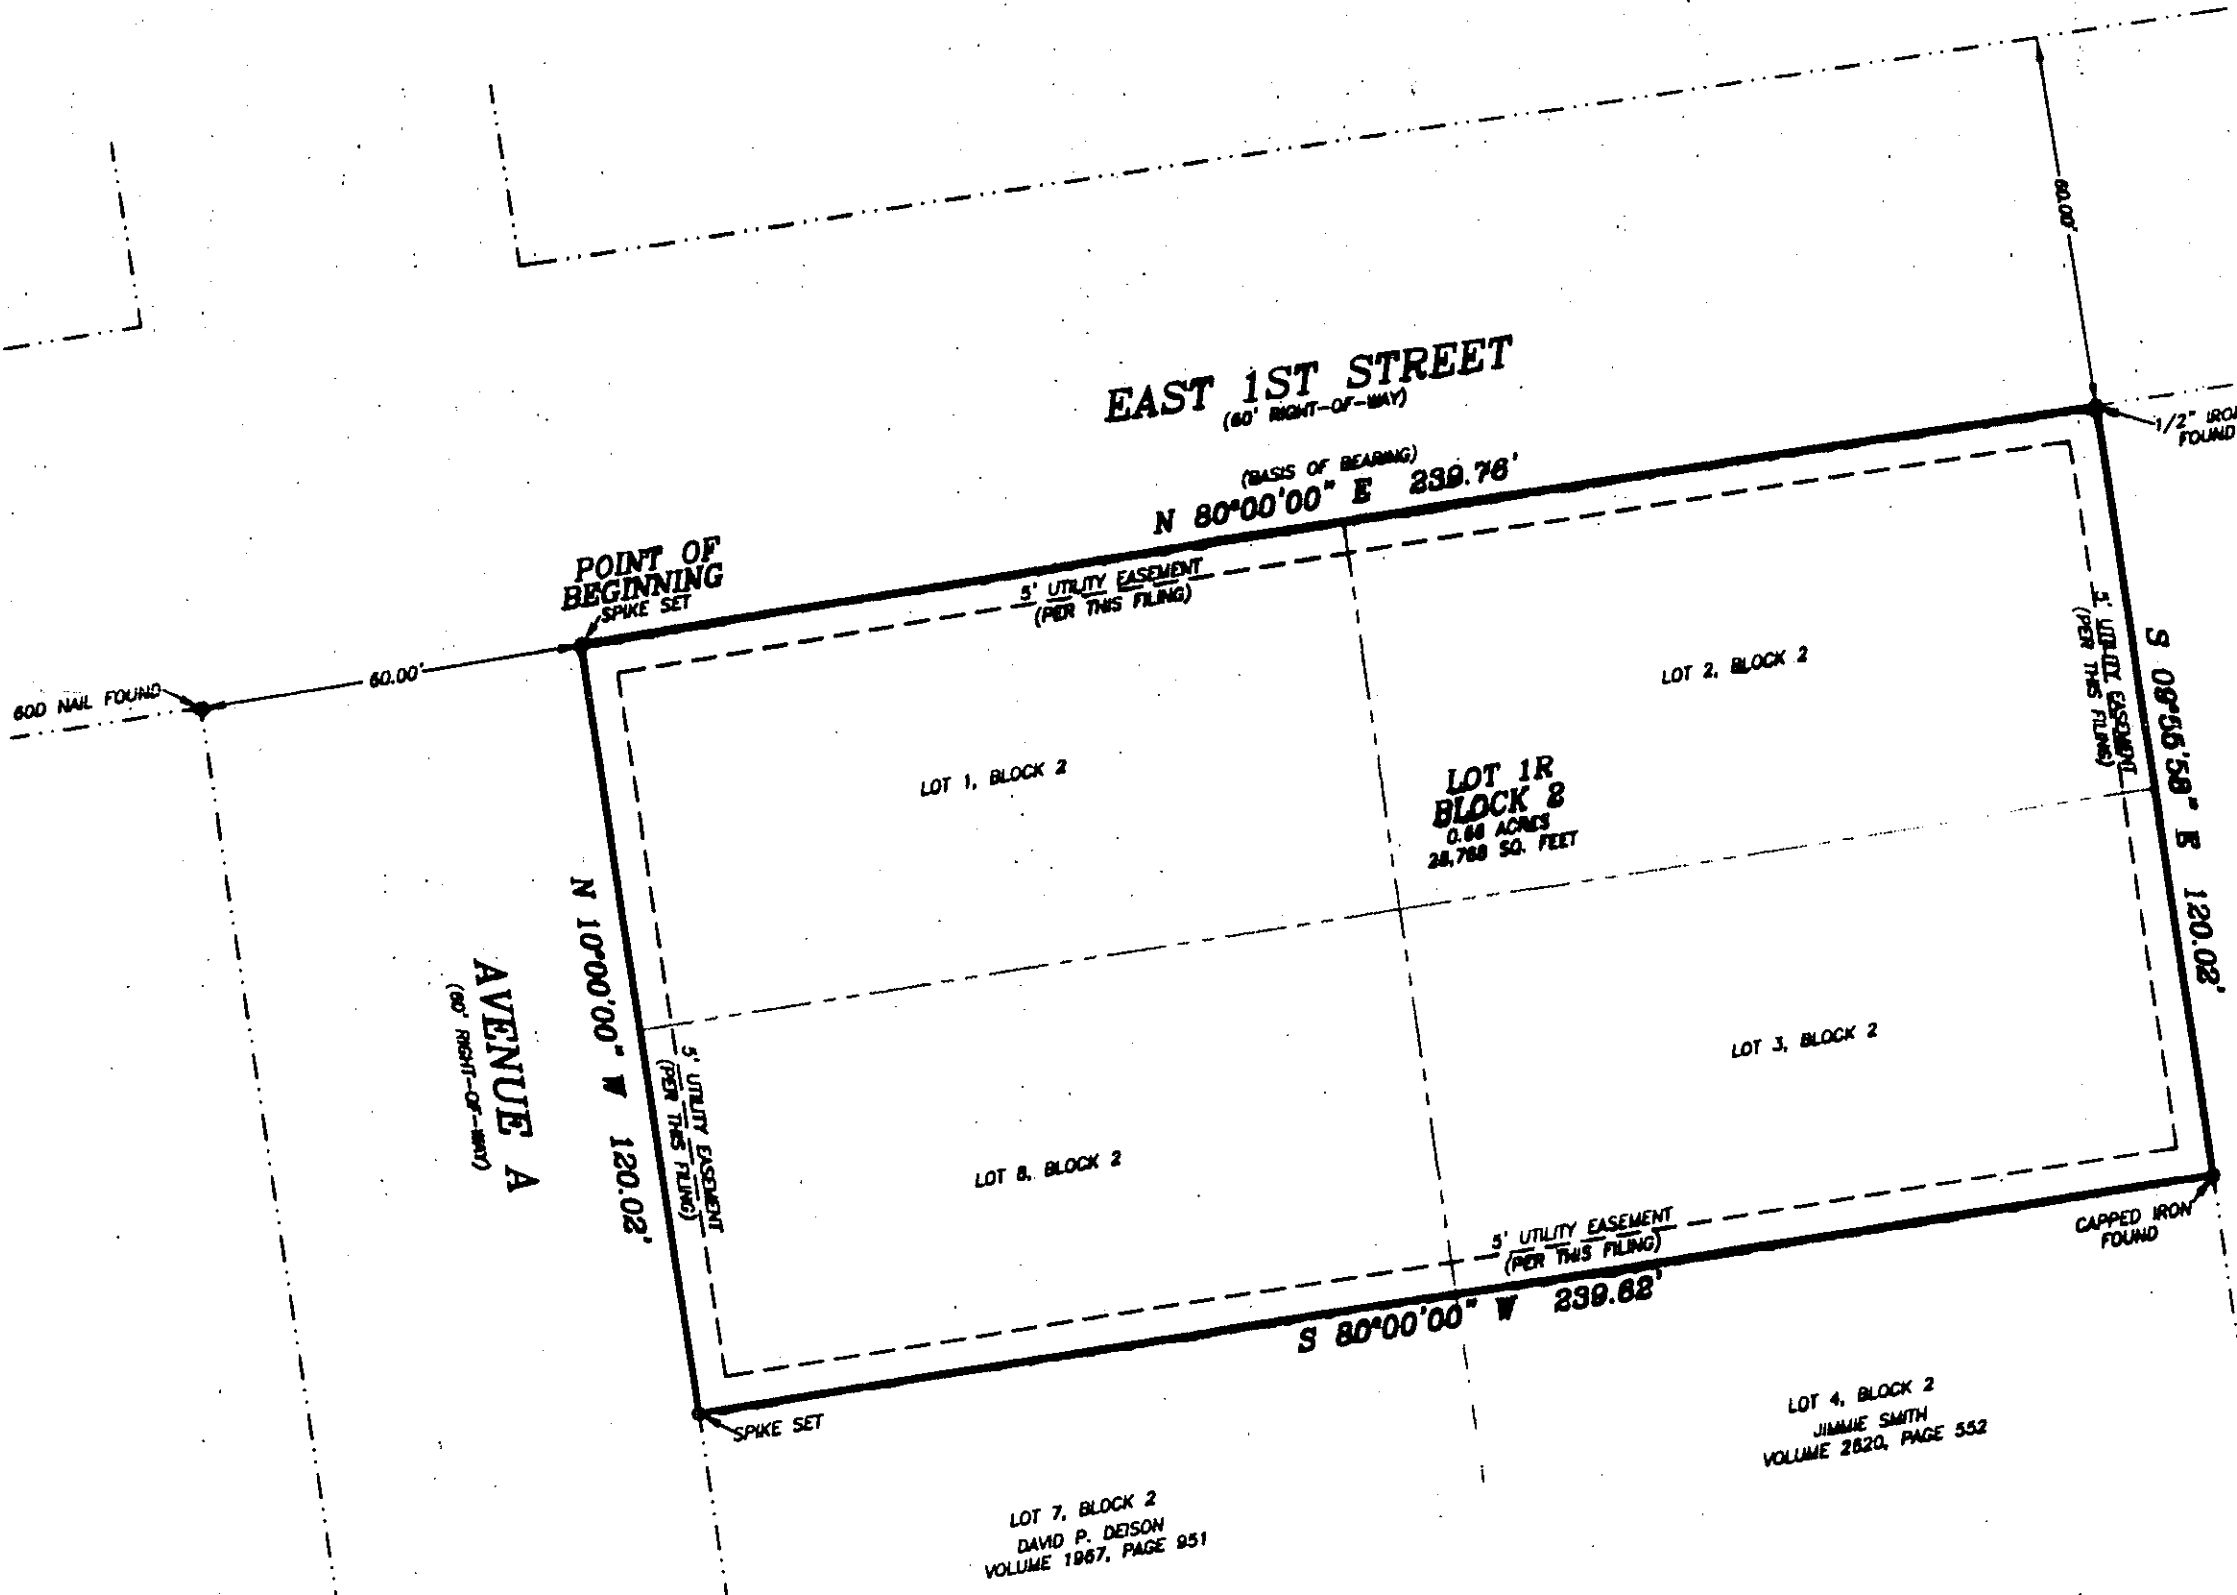 EAST 1ST STREET
(60' RIGHT-OF-WAY)
60.00'
(BASIS OF BEARING)
N 80°00'00" E 239.76'
1/2" IRON
FOUND
POINT OF
BEGINNING
SPIKE SET
60D NAIL FOUND
60.00'
5' UTILITY EASEMENT
(PER THIS FILING)
5' UTILITY EASEMENT
(PER THIS FILING)
S 09°55'58" E 120.02'
LOT 1, BLOCK 2
LOT 2, BLOCK 2
LOT 1R
BLOCK 2
0.66 ACRES
28,768 SQ. FEET
AVENUE A
(60' RIGHT-OF-WAY)
N 10°00'00" W 120.02'
5' UTILITY EASEMENT
(PER THIS FILING)
LOT 8, BLOCK 2
LOT 3, BLOCK 2
5' UTILITY EASEMENT
(PER THIS FILING)
S 80°00'00" W 239.62'
CAPPED IRON
FOUND
SPIKE SET
LOT 7, BLOCK 2
DAVID P. DEISON
VOLUME 1967, PAGE 951
LOT 4, BLOCK 2
JIMMIE SMITH
VOLUME 2620, PAGE 552